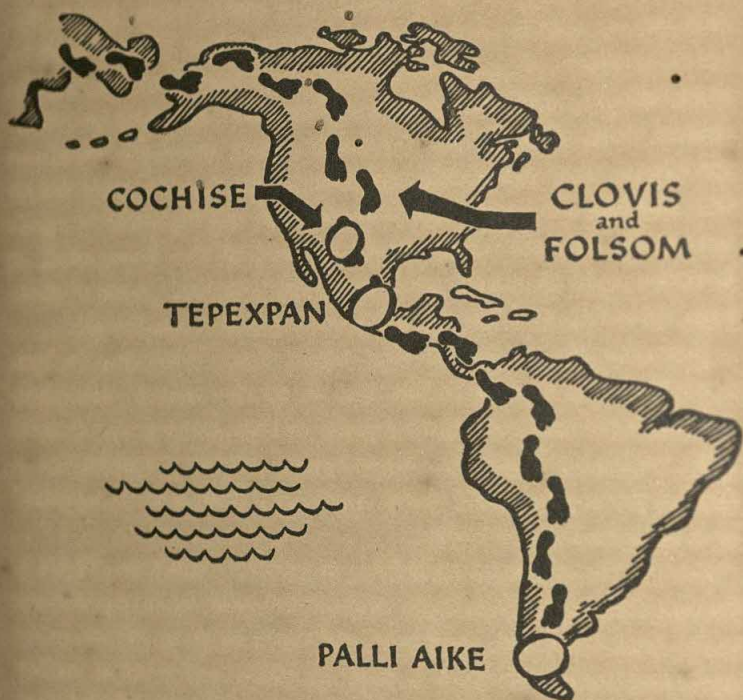 COCHISE
CLOVIS
and
FOLSOM
TEPEXPAN
PALLI AIKE